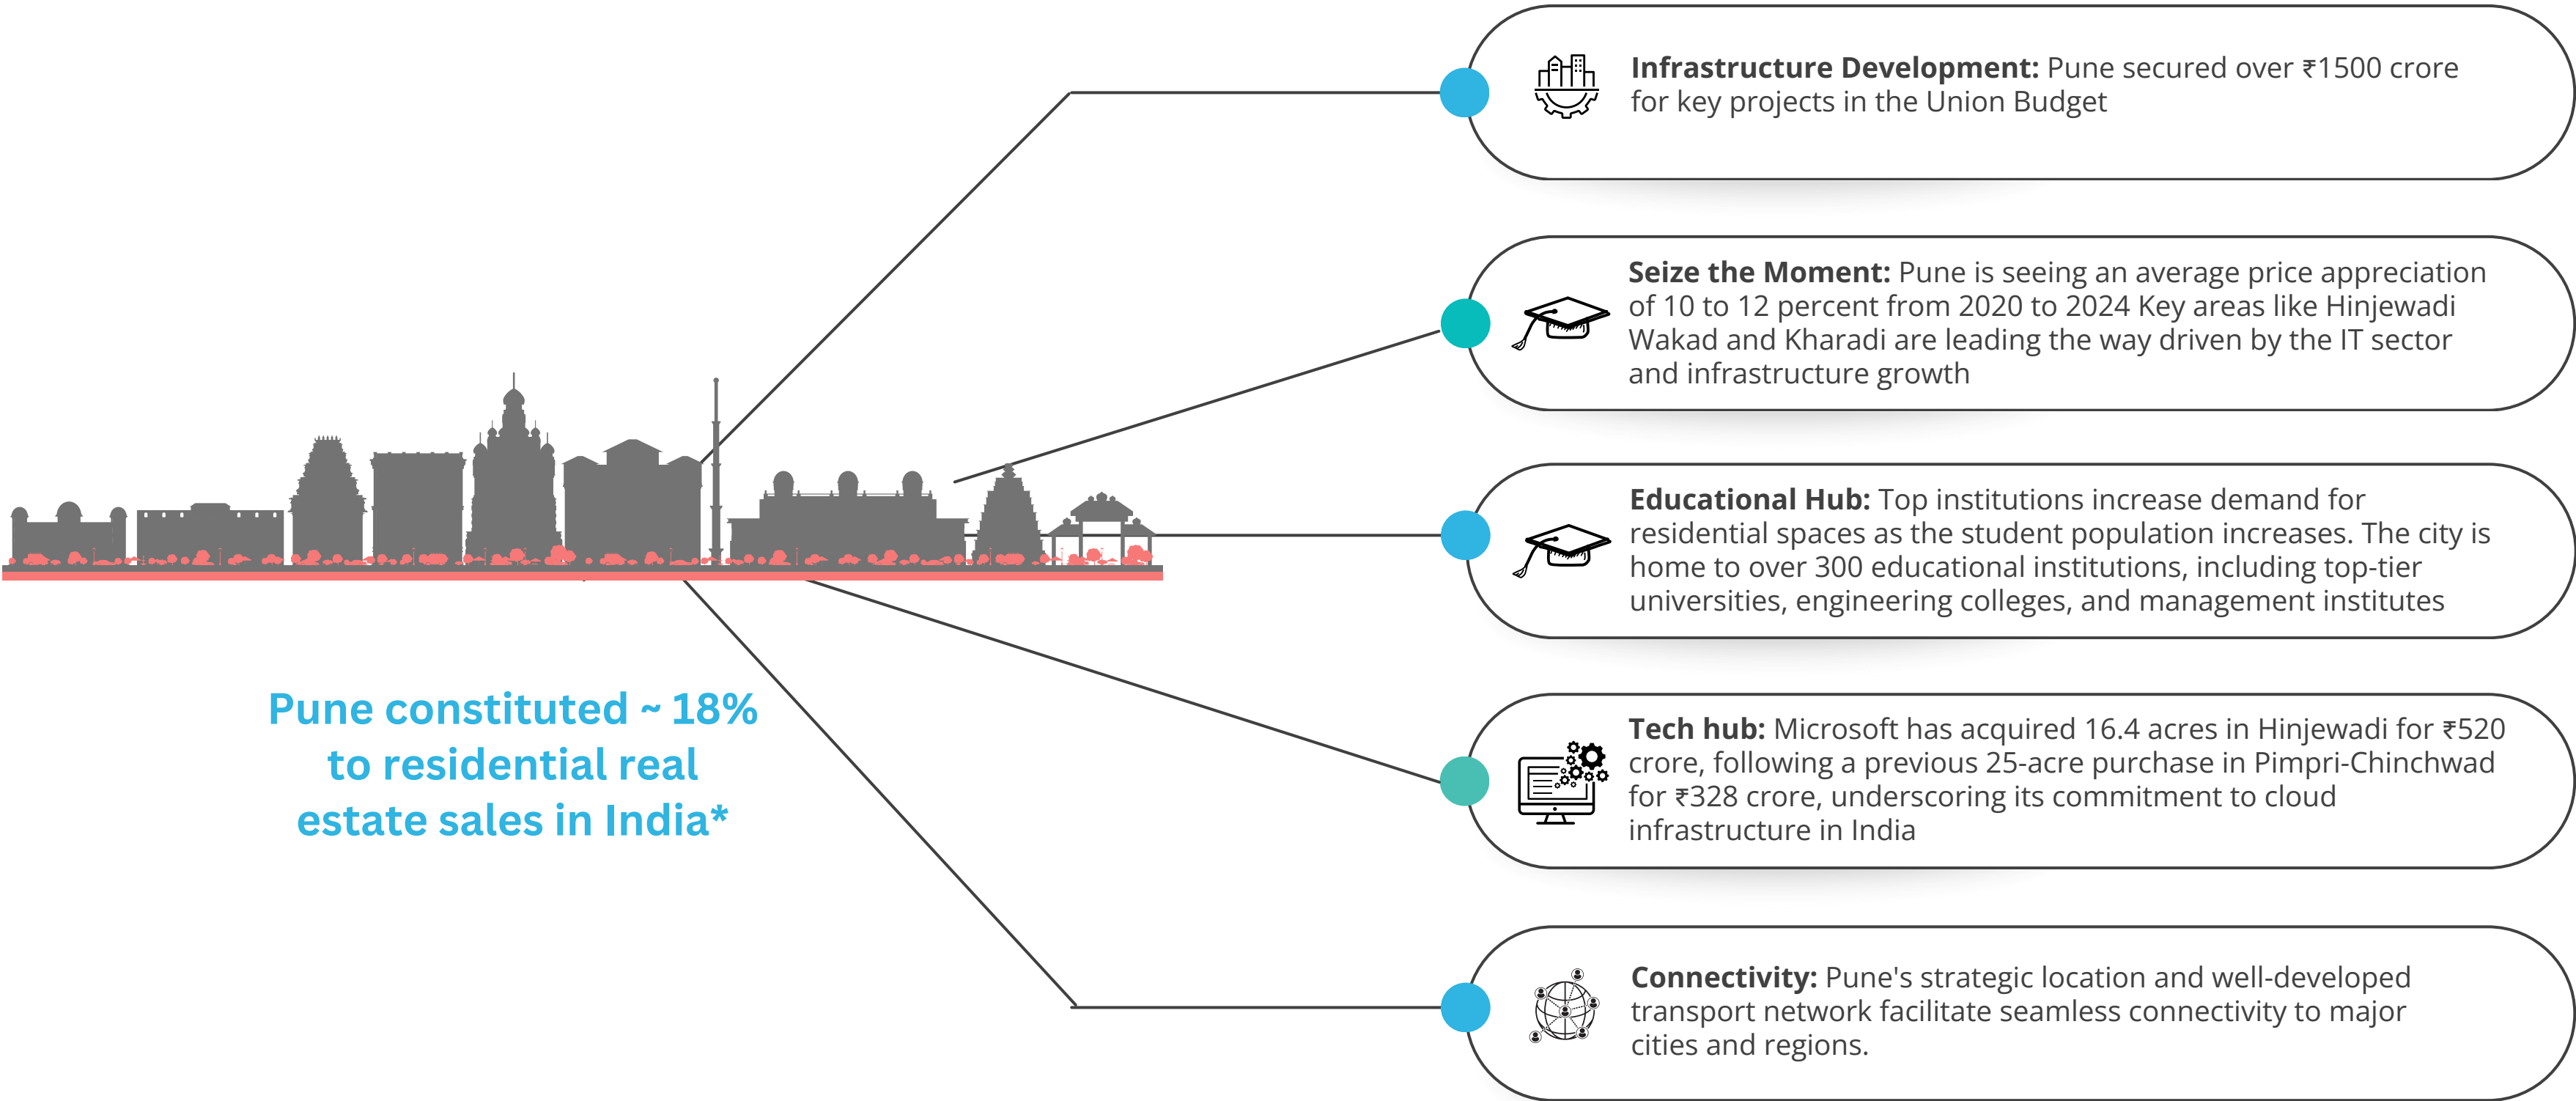 Infrastructure Development: Pune secured over ₹1500 crore
for key projects in the Union Budget
Seize the Moment: Pune is seeing an average price appreciation
of 10 to 12 percent from 2020 to 2024 Key areas like Hinjewadi
Wakad and Kharadi are leading the way driven by the IT sector
and infrastructure growth
Educational Hub: Top institutions increase demand for
residential spaces as the student population increases. The city is
home to over 300 educational institutions, including top-tier
universities, engineering colleges, and management institutes
Pune constituted ~ 18%
to residential real
estate sales in India*
Tech hub: Microsoft has acquired 16.4 acres in Hinjewadi for ₹520
crore, following a previous 25-acre purchase in Pimpri-Chinchwad
for ₹328 crore, underscoring its commitment to cloud
infrastructure in India
Connectivity: Pune's strategic location and well-developed
transport network facilitate seamless connectivity to major
cities and regions.